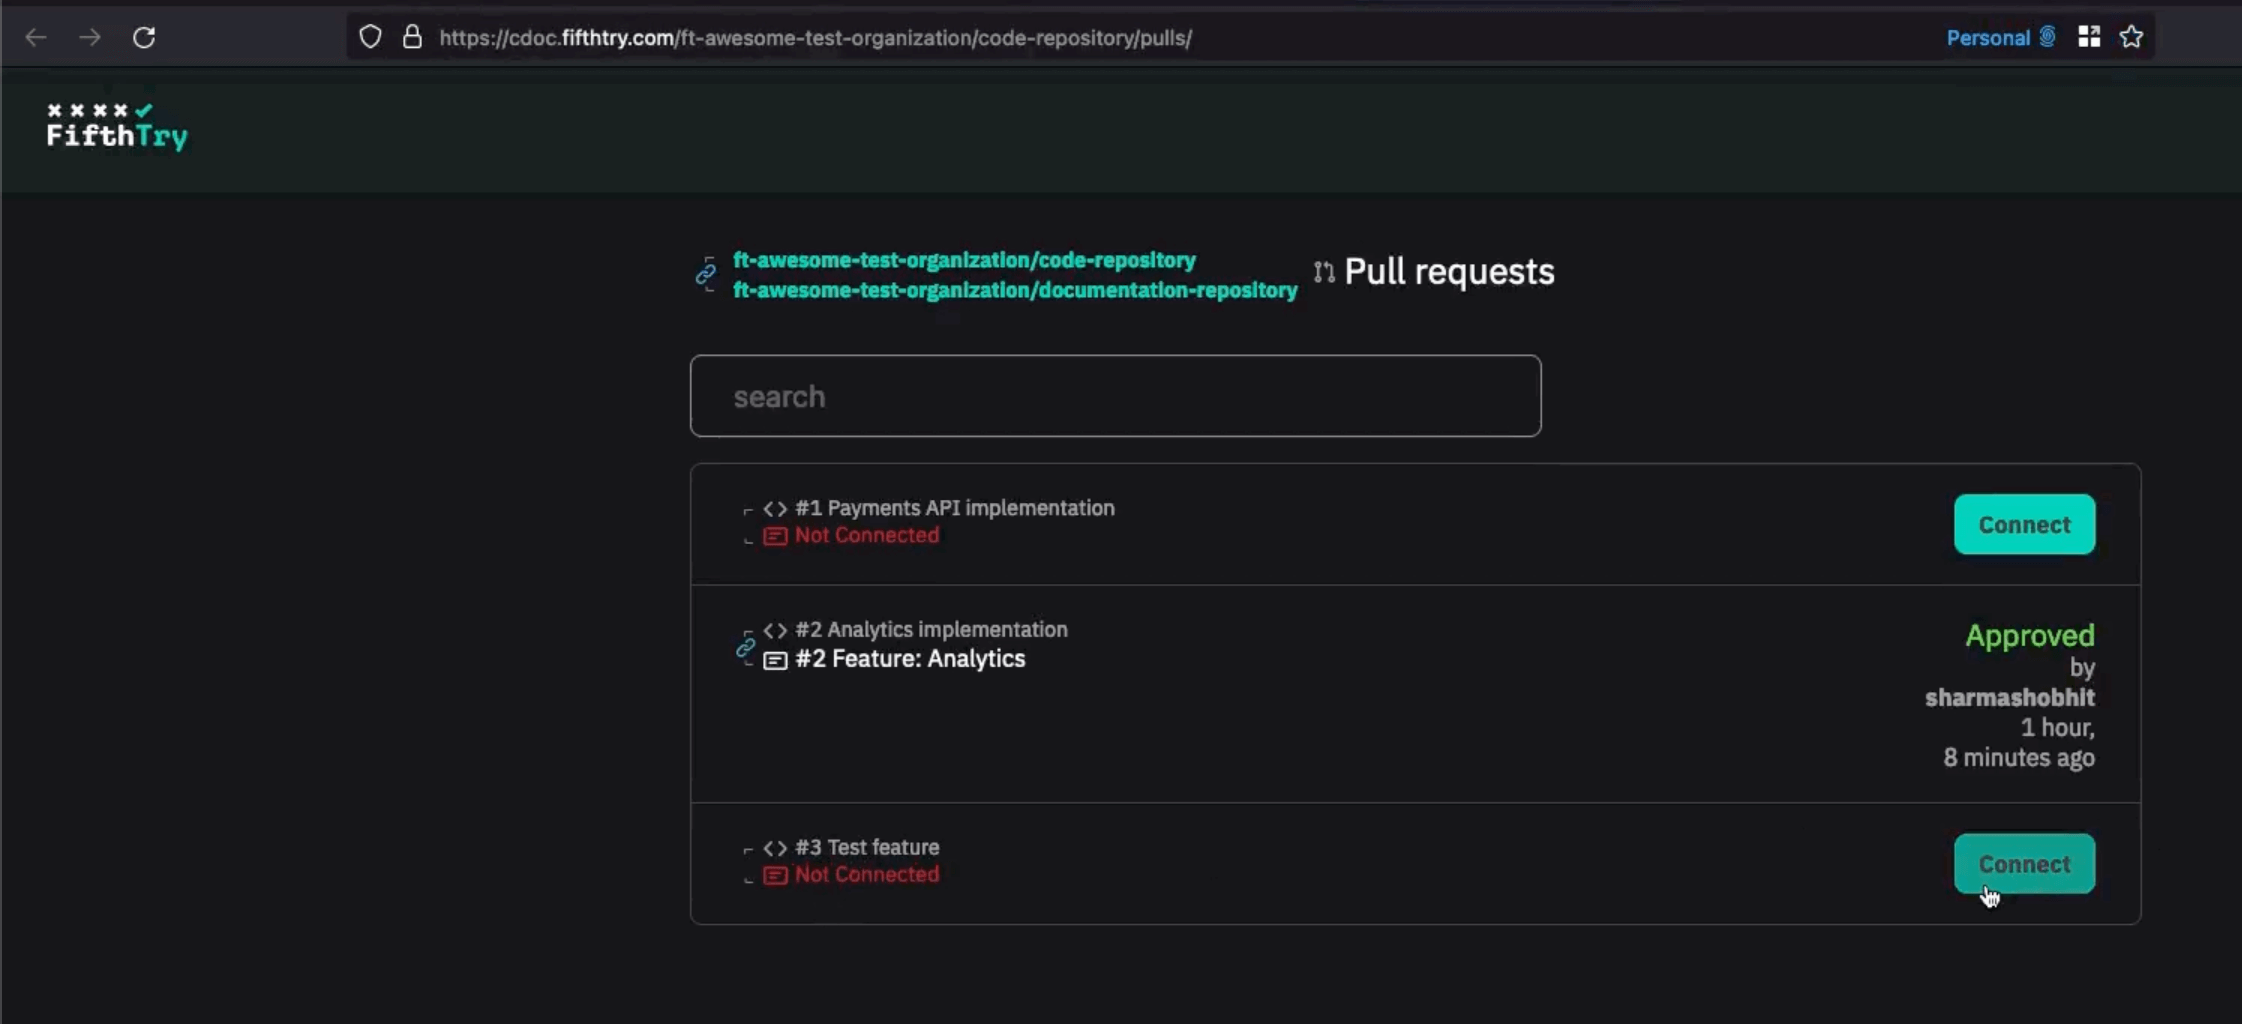 https://cdoc.fifthtry.com/ft-awesome-test-organization/code-repository/pulls/
Personal
FifthTry
ft-awesome-test-organization/code-repository
ft-awesome-test-organization/documentation-repository
Pull requests
search
#1 Payments API implementation
Not Connected
Connect
#2 Analytics implementation
#2 Feature: Analytics
Approved
by
sharmashobhit
1 hour,
8 minutes ago
#3 Test feature
Not Connected
Connect